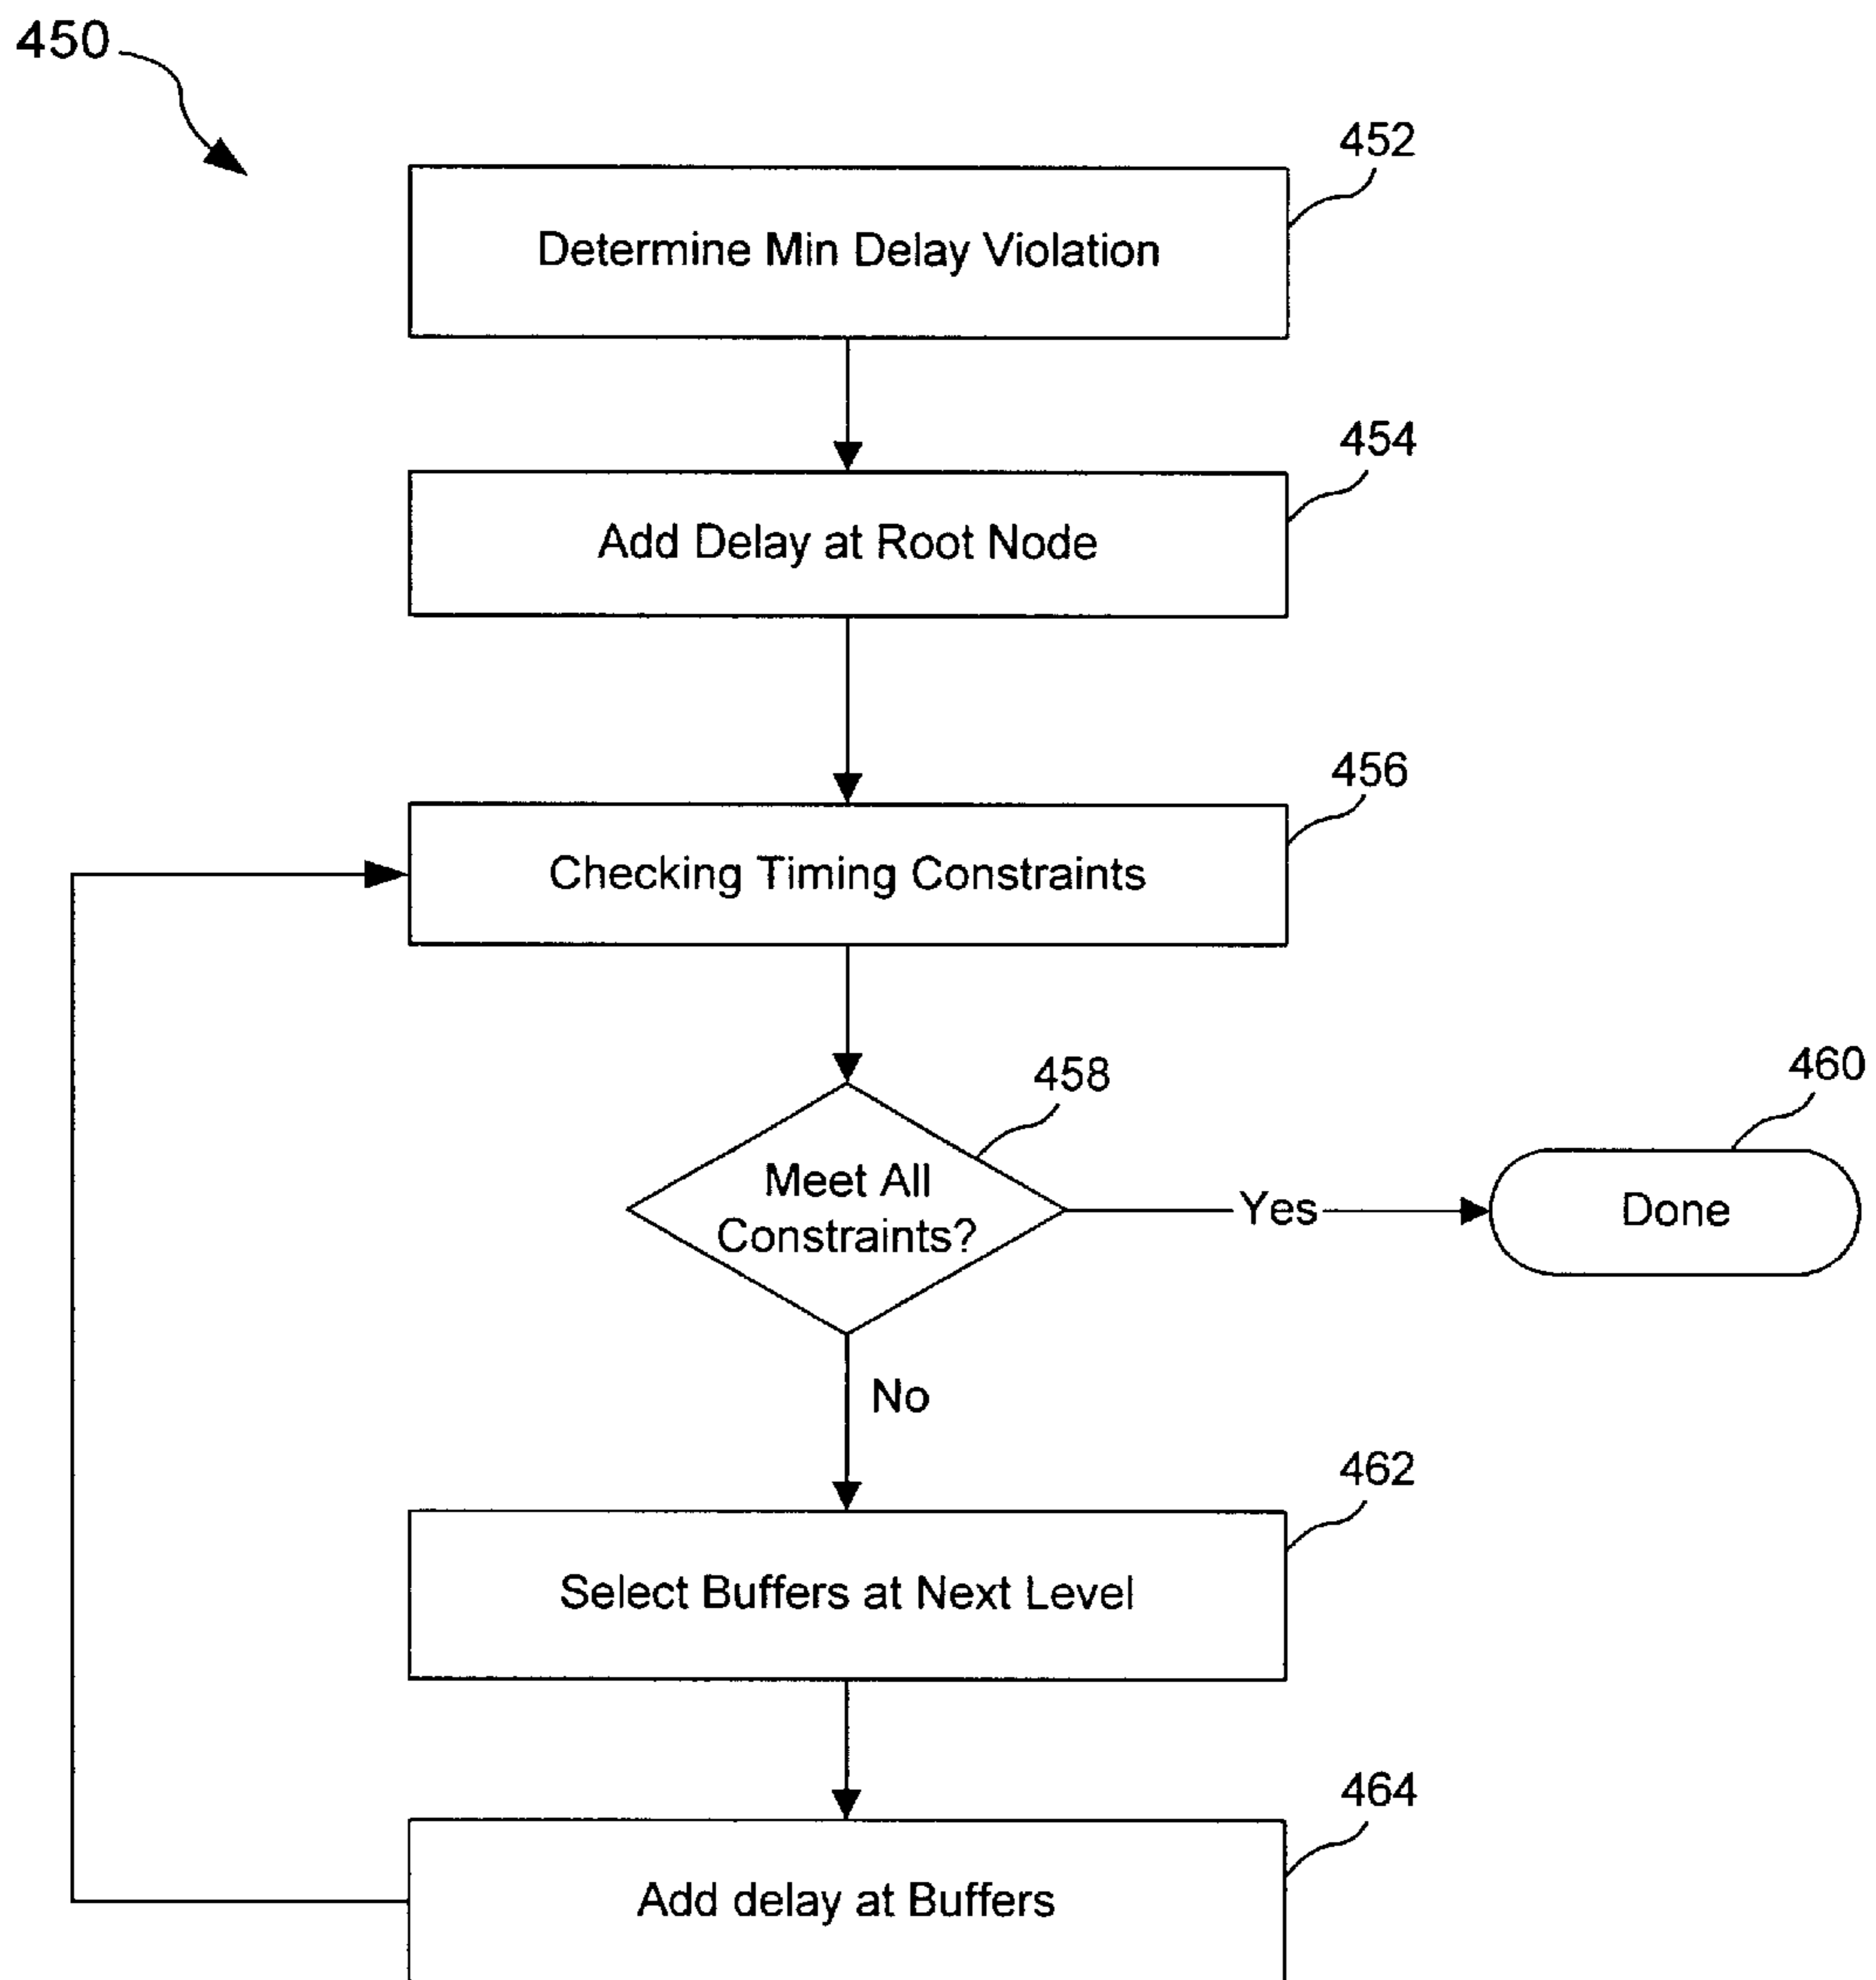 450
452
Determine Min Delay Violation
454
Add Delay at Root Node
456
Checking Timing Constraints
458
460
Meet All
Constraints?
Yes
Done
No
462
Select Buffers at Next Level
464
Add delay at Buffers